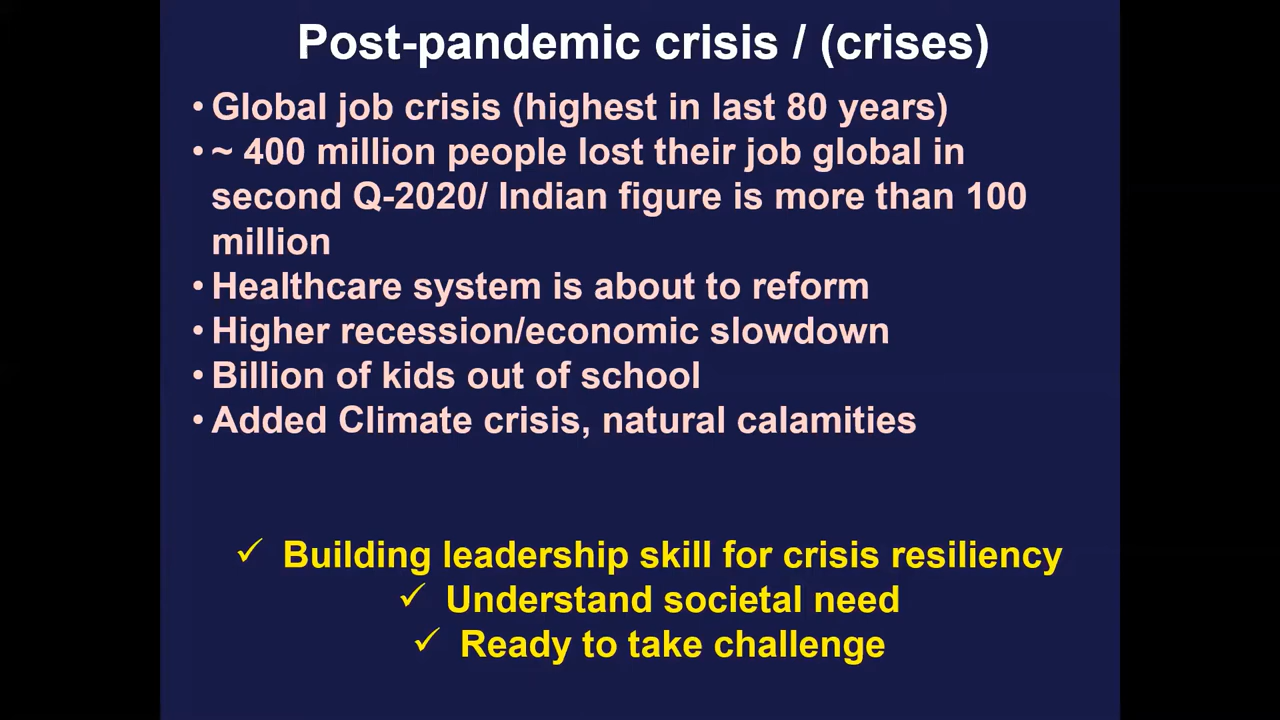 Post-pandemic crisis / (crises)
• Global job crisis (highest in last 80 years)
• ~ 400 million people lost their job global in
second Q-2020/ Indian figure is more than 100
million
• Healthcare system is about to reform
• Higher recession/economic slowdown
• Billion of kids out of school
• Added Climate crisis, natural calamities
✓ Building leadership skill for crisis resiliency
✓ Understand societal need
✓ Ready to take challenge